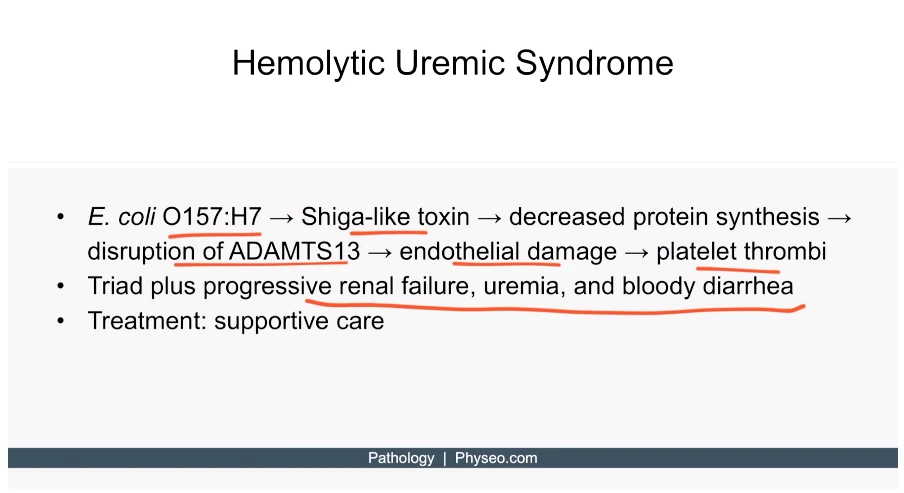 Hemolytic Uremic Syndrome
• E. coli O157:H7 → Shiga-like toxin → decreased protein synthesis →
disruption of ADAMTS13 → endothelial damage → platelet thrombi
• Triad plus progressive renal failure, uremia, and bloody diarrhea
• Treatment: supportive care
Pathology | Physeo.com